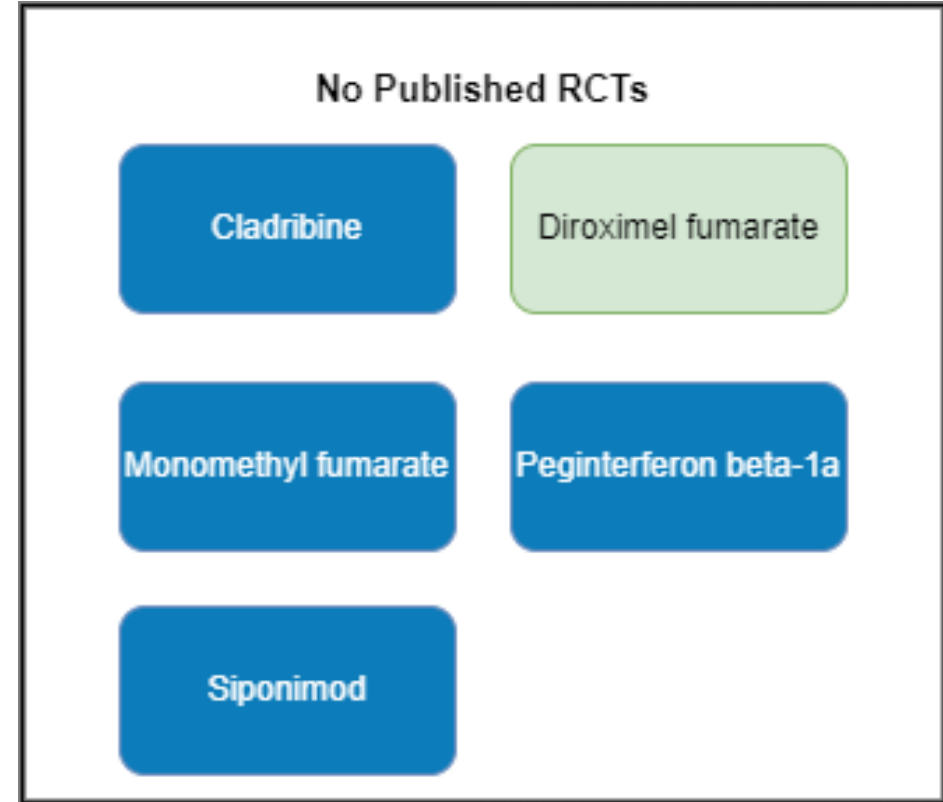 No Published RCTs
Cladribine
Diroximel fumarate
Monomethyl fumarate
Peginterferon beta-1a
Siponimod